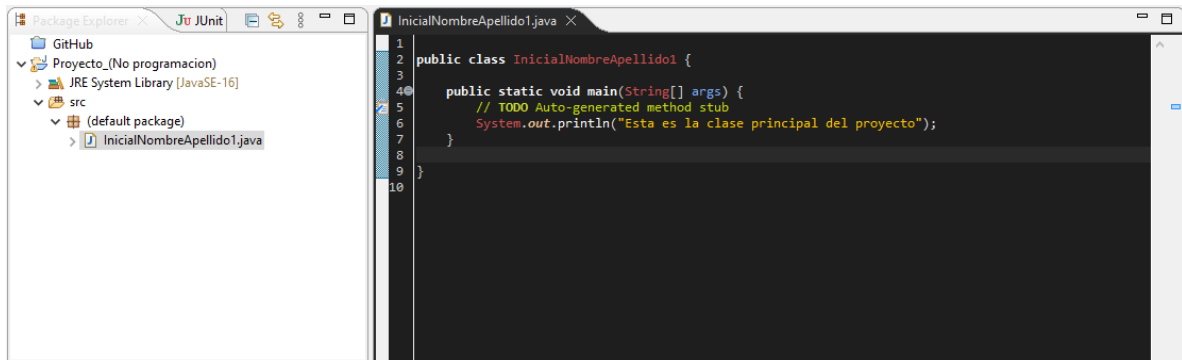 Package Explorer
JUnit
GitHub
Proyecto_(No programacion)
JRE System Library [JavaSE-16]
src
(default package)
InicialNombreApellido1.java
InicialNombreApellido1.java
1
2 public class InicialNombreApellido1 {
3
4 public static void main(String[] args) {
5 // TODO Auto-generated method stub
6 System.out.println("Esta es la clase principal del proyecto");
7 }
8
9 }
10